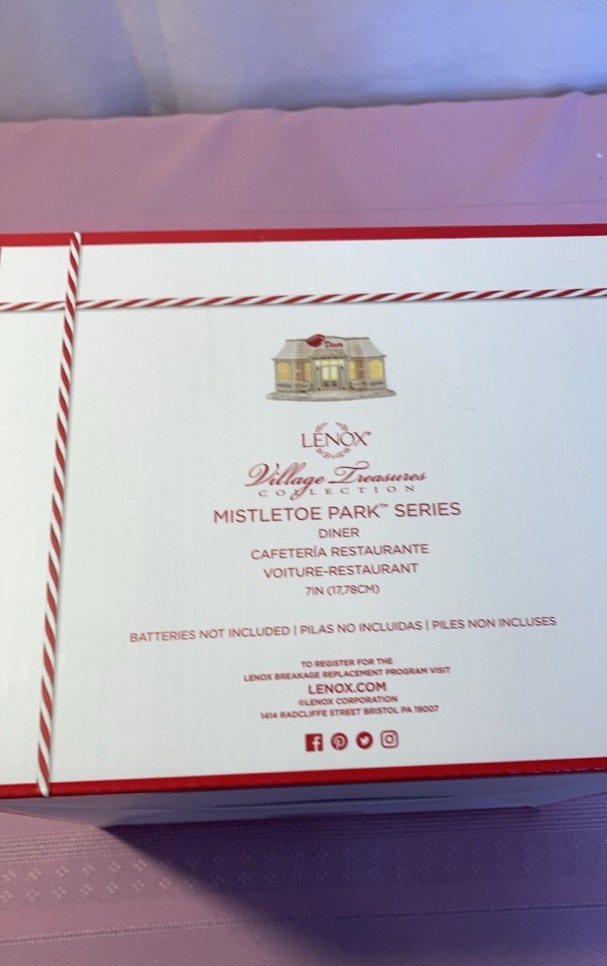 Diner
LENOX®
Village Treasures
COLLECTION
MISTLETOE PARK™ SERIES
DINER
CAFETERÍA RESTAURANTE
VOITURE-RESTAURANT
7IN (17,78CM)
BATTERIES NOT INCLUDED | PILAS NO INCLUIDAS | PILES NON INCLUSES
TO REGISTER FOR THE
LENOX BREAKAGE REPLACEMENT PROGRAM VISIT
LENOX.COM
©LENOX CORPORATION
1414 RADCLIFFE STREET BRISTOL PA 19007